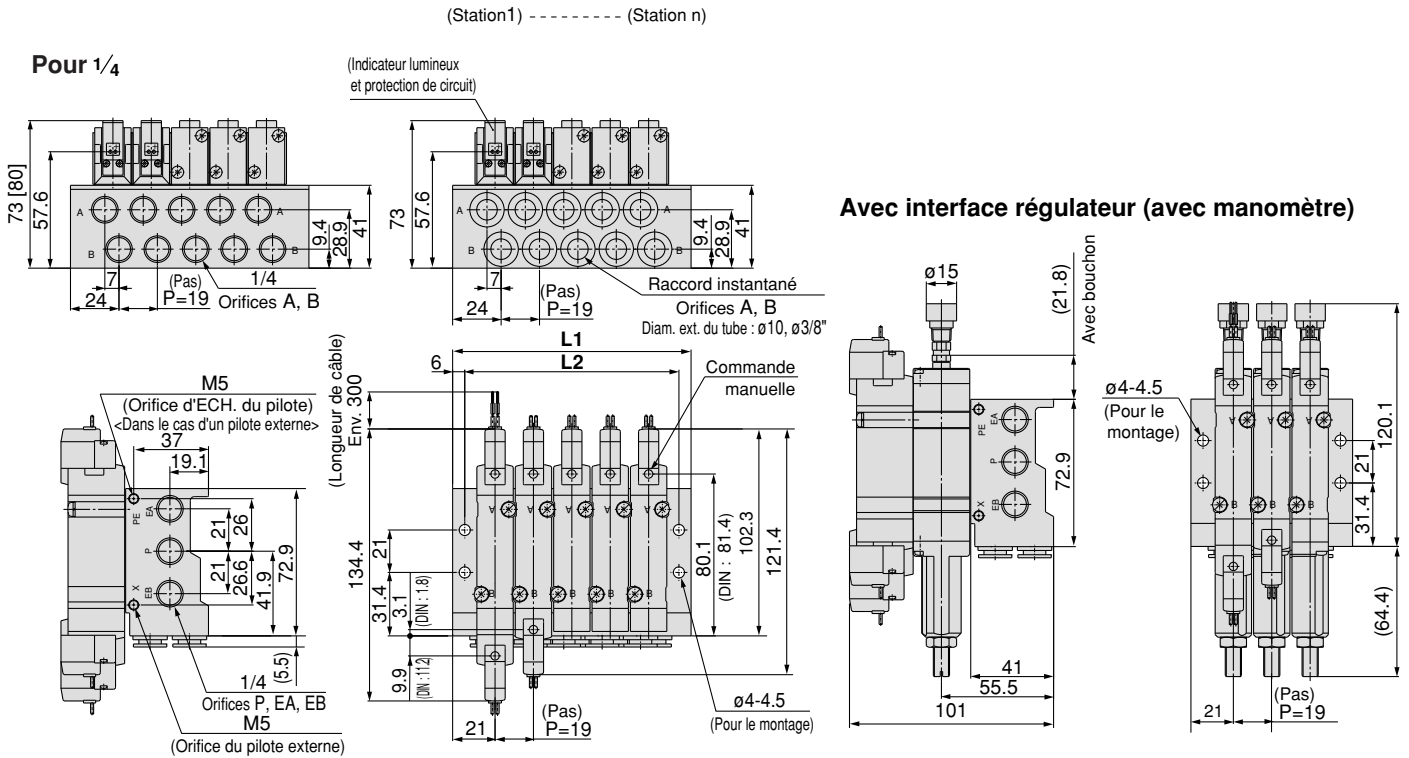 (Station1) - - - - - - - - - - (Station n)
Pour 1/4
(Indicateur lumineux
et protection de circuit)
73 [80]
57.6
A
A
B
B
9.4
28.9
41
7
24
(Pas)
P=19
1/4
Orifices A, B
73
57.6
A
A
B
B
9.4
28.9
41
7
24
(Pas)
P=19
Raccord instantané
Orifices A, B
Diam. ext. du tube : ø10, ø3/8"
M5
(Orifice d'ECH. du pilote)
<Dans le cas d'un pilote externe>
37
19.1
PE
EA
P
X
EB
21
26
21
26.6
41.9
72.9
(5.5)
1/4
Orifices P, EA, EB
M5
(Orifice du pilote externe)
L1
L2
6
Commande
manuelle
(Longueur de câble)
Env. 300
134.4
21
31.4
3.1
(DIN : 1.8)
9.9
(DIN : 11.2)
A
A
A
A
A
B
B
B
B
B
80.1
(DIN : 81.4)
102.3
121.4
21
(Pas)
P=19
ø4-4.5
(Pour le montage)
Avec interface régulateur (avec manomètre)
ø15
(21.8)
Avec bouchon
PE
EA
P
X
EB
72.9
41
55.5
101
ø4-4.5
(Pour le
montage)
A
A
A
B
B
B
120.1
21
31.4
(64.4)
21
(Pas)
P=19